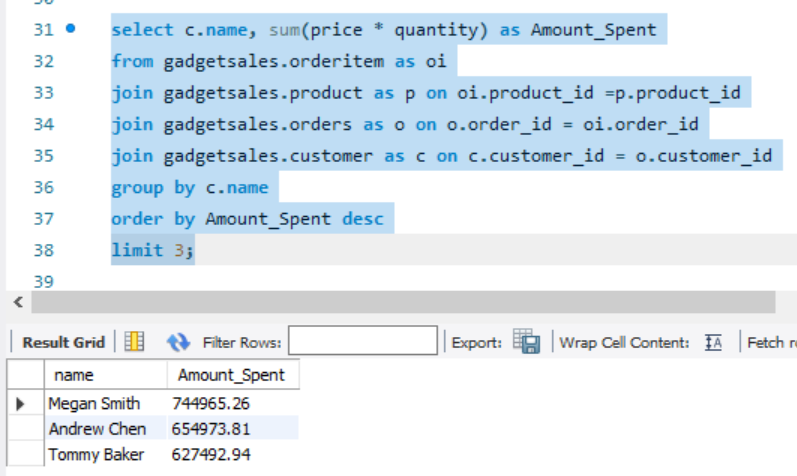 31 select c.name, sum(price * quantity) as Amount_Spent
32 from gadgetsales.orderitem as oi
33 join gadgetsales.product as p on oi.product_id =p.product_id
34 join gadgetsales.orders as o on o.order_id = oi.order_id
35 join gadgetsales.customer as c on c.customer_id = o.customer_id
36 group by c.name
37 order by Amount_Spent desc
38 limit 3;
39
Result Grid Filter Rows: Export: Wrap Cell Content: Fetch
name Amount_Spent
Megan Smith 744965.26
Andrew Chen 654973.81
Tommy Baker 627492.94